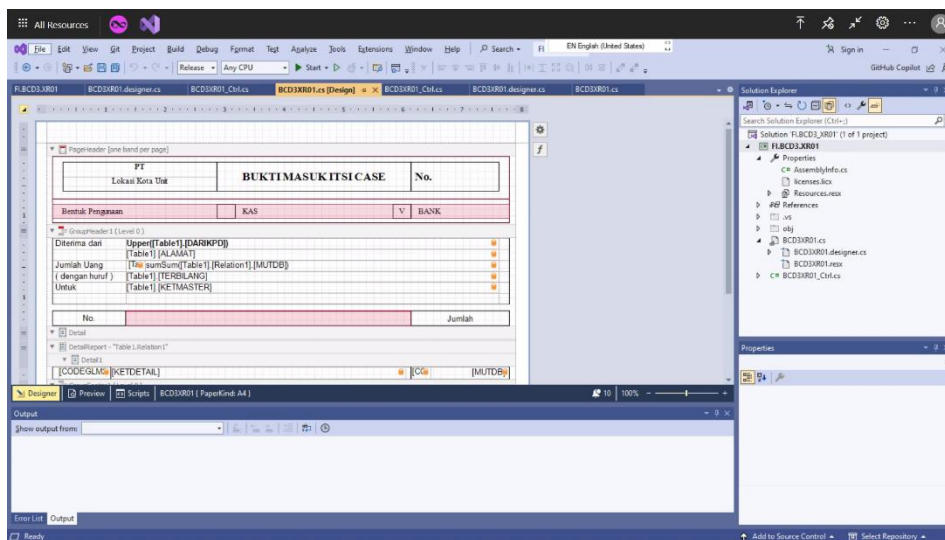 All Resources
File Edit View Git Project Build Debug Format Test Analyze Tools Extensions Window Help Search FI EN English (United States) Sign in
Release Any CPU Start GitHub Copilot
FI.BCD3.XR01 BCD3XR01.designer.cs BCD3XR01_Ctrl.cs BCD3XR01.cs [Design] BCD3XR01_Ctrl.cs BCD3XR01.designer.cs BCD3XR01.cs
Solution Explorer
Search Solution Explorer (Ctrl+;)
Solution 'FI.BCD3_XR01' (1 of 1 project)
FI.BCD3.XR01
Properties
C# AssemblyInfo.cs
licenses.licx
Resources.resx
References
.vs
obj
BCD3XR01.cs
BCD3XR01.designer.cs
BCD3XR01.resx
C# BCD3XR01_Ctrl.cs
PageHeader [one band per page]
PT
Lokasi Kota Unit
BUKTI MASUK ITSI CASE
No.
Bentuk Pengunaan KAS V BANK
GroupHeader1 (Level 0)
Diterima dari Upper([Table1].[DARIKPD])
[Table1].[ALAMAT]
Jumlah Uang sumSum([Table1].[Relation1].[MUTDB])
( dengan huruf ) [Table1].[TERBILANG]
Untuk [Table1].[KETMASTER]
No. Jumlah
Detail
DetailReport - "Table1.Relation1"
Detail1
[KETDETAIL]
Properties
Designer Preview Scripts BCD3XR01 { PaperKind: A4 } 10 100%
Output
Show output from:
Error List Output
Ready Add to Source Control Select Repository